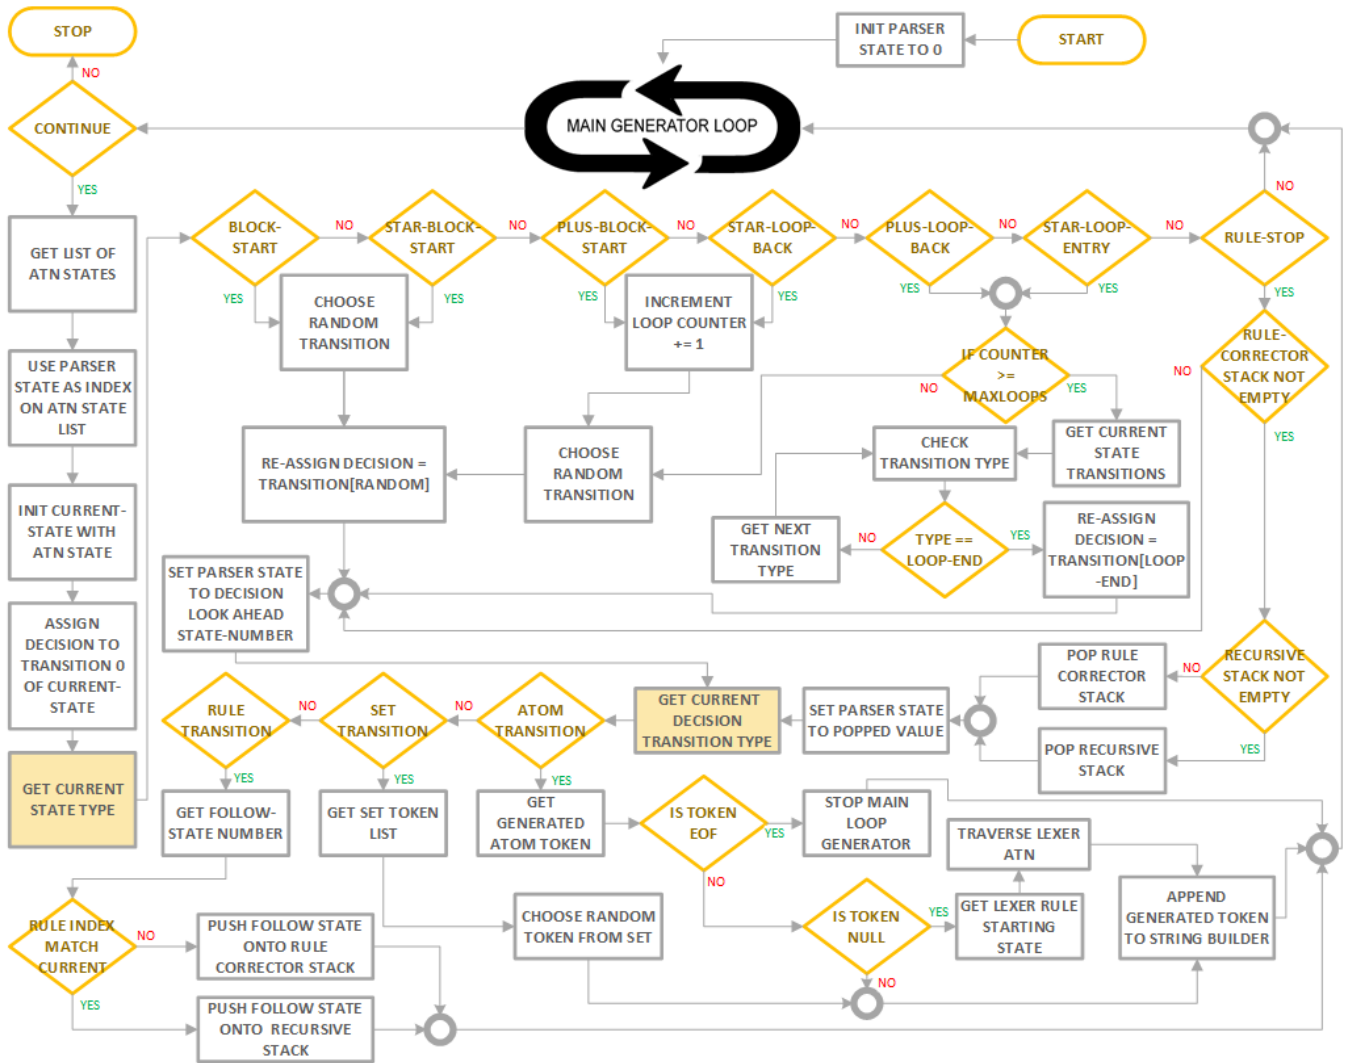 STOP
INIT PARSER
STATE TO 0
START
NO
CONTINUE
MAIN GENERATOR LOOP
YES
NO
BLOCK-
START
NO
STAR-BLOCK-
START
NO
PLUS-BLOCK-
START
NO
STAR-LOOP-
BACK
NO
PLUS-LOOP-
BACK
NO
STAR-LOOP-
ENTRY
NO
RULE-STOP
GET LIST OF
ATN STATES
YES
CHOOSE
RANDOM
TRANSITION
YES
YES
INCREMENT
LOOP COUNTER
+= 1
YES
YES
YES
YES
USE PARSER
STATE AS INDEX
ON ATN STATE
LIST
IF COUNTER
>=
MAXLOOPS
NO
YES
NO
RULE-
CORRECTOR
STACK NOT
EMPTY
YES
RE-ASSIGN DECISION =
TRANSITION[RANDOM]
CHOOSE
RANDOM
TRANSITION
CHECK
TRANSITION TYPE
GET CURRENT
STATE
TRANSITIONS
INIT CURRENT-
STATE WITH
ATN STATE
GET NEXT
TRANSITION
TYPE
NO
TYPE ==
LOOP-END
YES
RE-ASSIGN
DECISION =
TRANSITION[LOOP
-END]
SET PARSER STATE
TO DECISION
LOOK AHEAD
STATE-NUMBER
ASSIGN
DECISION TO
TRANSITION 0
OF CURRENT-
STATE
RULE
TRANSITION
NO
SET
TRANSITION
NO
ATOM
TRANSITION
GET CURRENT
DECISION
TRANSITION TYPE
SET PARSER STATE
TO POPPED VALUE
POP RULE
CORRECTOR
STACK
NO
RECURSIVE
STACK NOT
EMPTY
YES
POP RECURSIVE
STACK
GET CURRENT
STATE TYPE
YES
YES
YES
GET FOLLOW-
STATE NUMBER
GET SET TOKEN
LIST
GET
GENERATED
ATOM TOKEN
IS TOKEN
EOF
YES
STOP MAIN
LOOP
GENERATOR
TRAVERSE LEXER
ATN
NO
RULE INDEX
MATCH
CURRENT
NO
PUSH FOLLOW STATE
ONTO RULE
CORRECTOR STACK
CHOOSE RANDOM
TOKEN FROM SET
IS TOKEN
NULL
YES
GET LEXER RULE
STARTING
STATE
APPEND
GENERATED TOKEN
TO STRING BUILDER
NO
YES
PUSH FOLLOW STATE
ONTO RECURSIVE
STACK